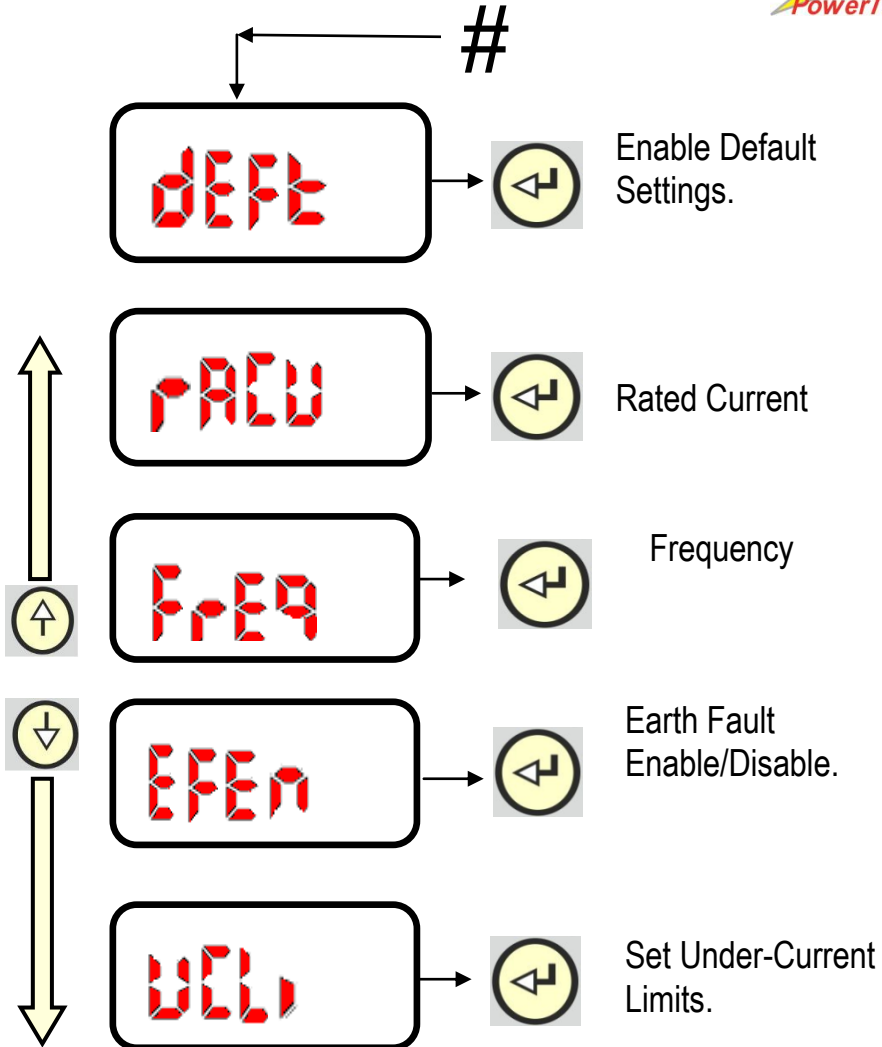 #
dEFt
Enable Default
Settings.
rACU
Rated Current
FrEq
Frequency
EFEn
Earth Fault
Enable/Disable.
UCLi
Set Under-Current
Limits.